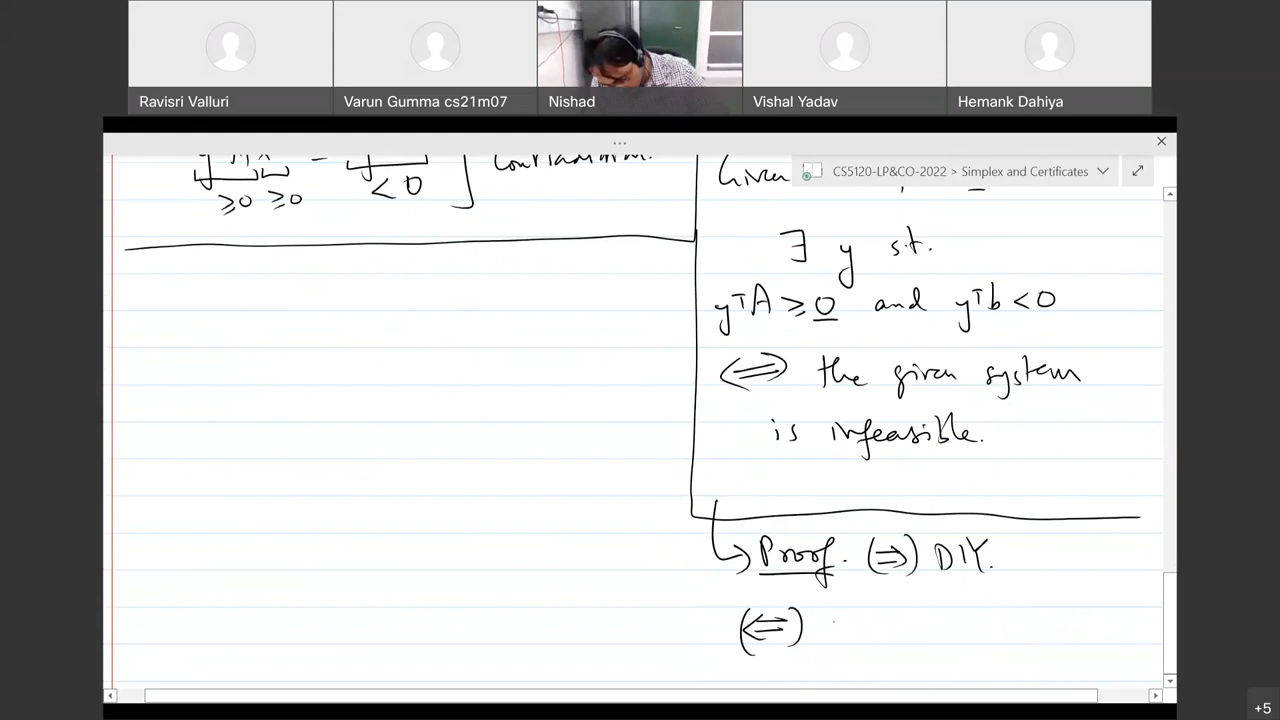 Ravisri Valluri
Varun Gumma cs21m07
Nishad
Vishal Yadav
Hemank Dahiya
CS5120-LP&CO-2022 > Simplex and Certificates
≥0 ≥0
< 0
Given
∃ y s.t.
yᵀA ≥ 0 and yᵀb < 0
⟺ the given system
is infeasible.
Proof. (⇒) DIY.
(⇐)
+5